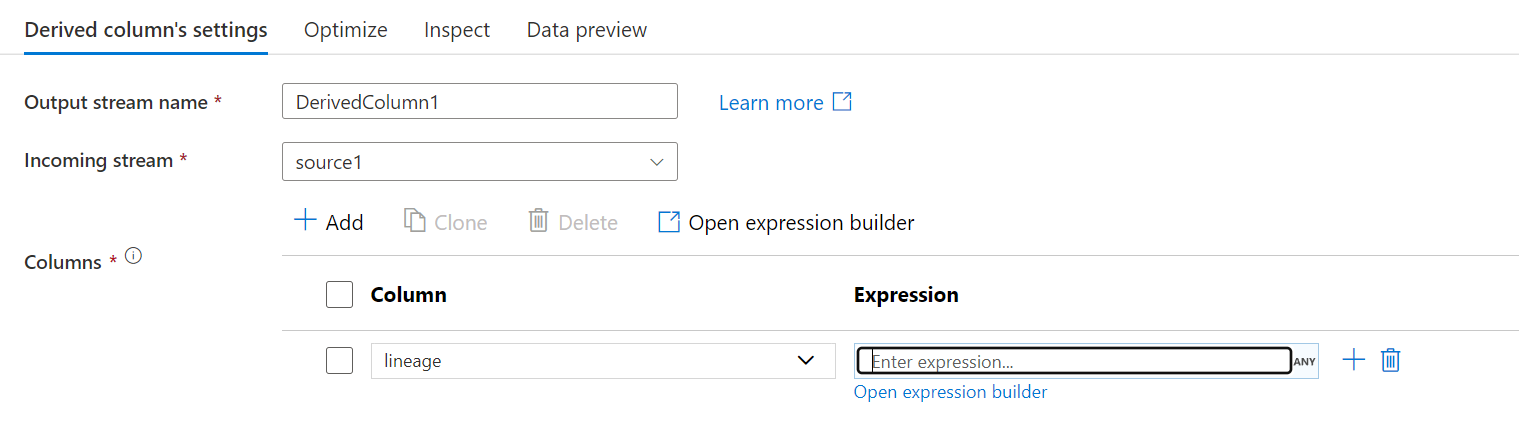 Derived column's settings Optimize Inspect Data preview
Output stream name * DerivedColumn1 Learn more
Incoming stream * source1
Add Clone Delete Open expression builder
Columns *
Column Expression
lineage Enter expression... ANY
Open expression builder